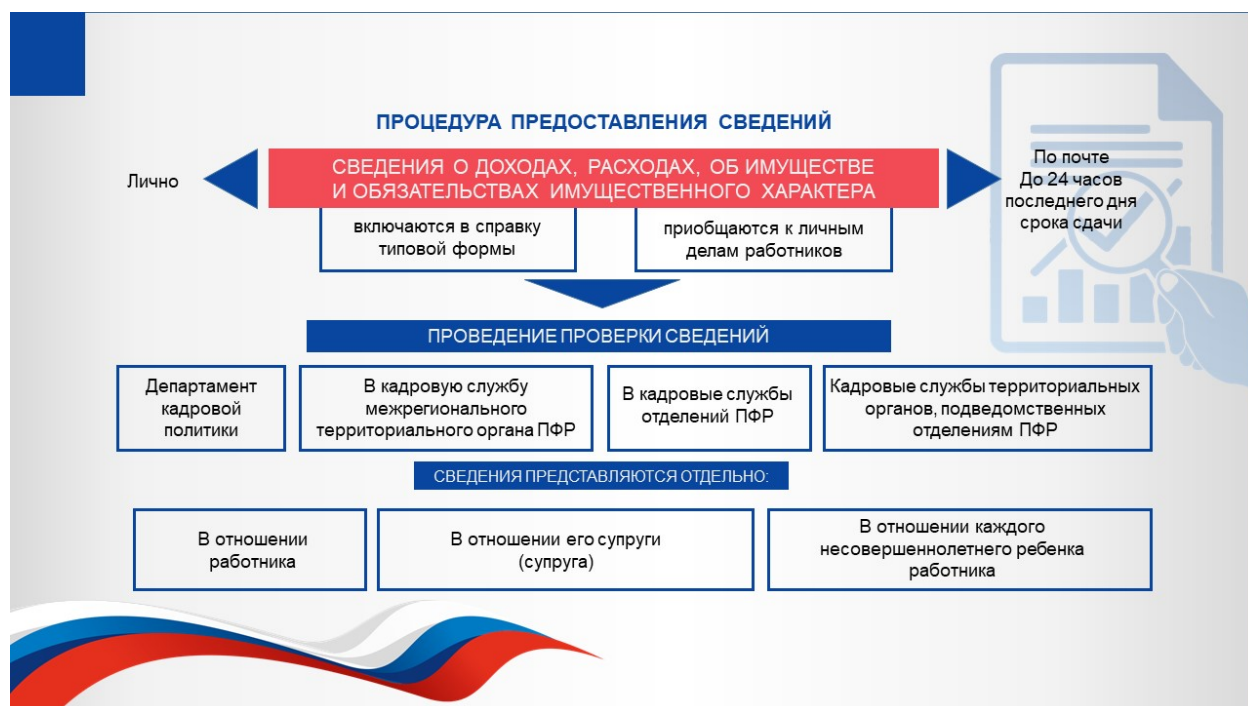 ПРОЦЕДУРА ПРЕДОСТАВЛЕНИЯ СВЕДЕНИЙ
Лично
СВЕДЕНИЯ О ДОХОДАХ, РАСХОДАХ, ОБ ИМУЩЕСТВЕ
И ОБЯЗАТЕЛЬСТВАХ ИМУЩЕСТВЕННОГО ХАРАКТЕРА
По почте
До 24 часов
последнего дня
срока сдачи
включаются в справку
типовой формы
приобщаются к личным
делам работников
ПРОВЕДЕНИЕ ПРОВЕРКИ СВЕДЕНИЙ
Департамент
кадровой
политики
В кадровую службу
межрегионального
территориального органа ПФР
В кадровые службы
отделений ПФР
Кадровые службы территориальных
органов, подведомственных
отделениям ПФР
СВЕДЕНИЯ ПРЕДСТАВЛЯЮТСЯ ОТДЕЛЬНО:
В отношении
работника
В отношении его супруги
(супруга)
В отношении каждого
несовершеннолетнего ребенка
работника